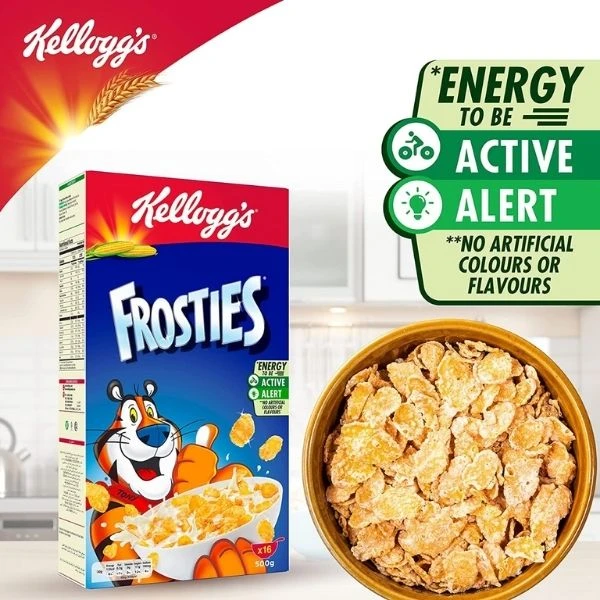 Kellogg's®
*ENERGY
TO BE
ACTIVE
ALERT
**NO ARTIFICIAL
COLOURS OR
FLAVOURS
Kellogg's
FROSTIES
*ENERGY
TO BE
ACTIVE
ALERT
**NO ARTIFICIAL
COLOURS OR
FLAVOURS
TONY
x16
500g